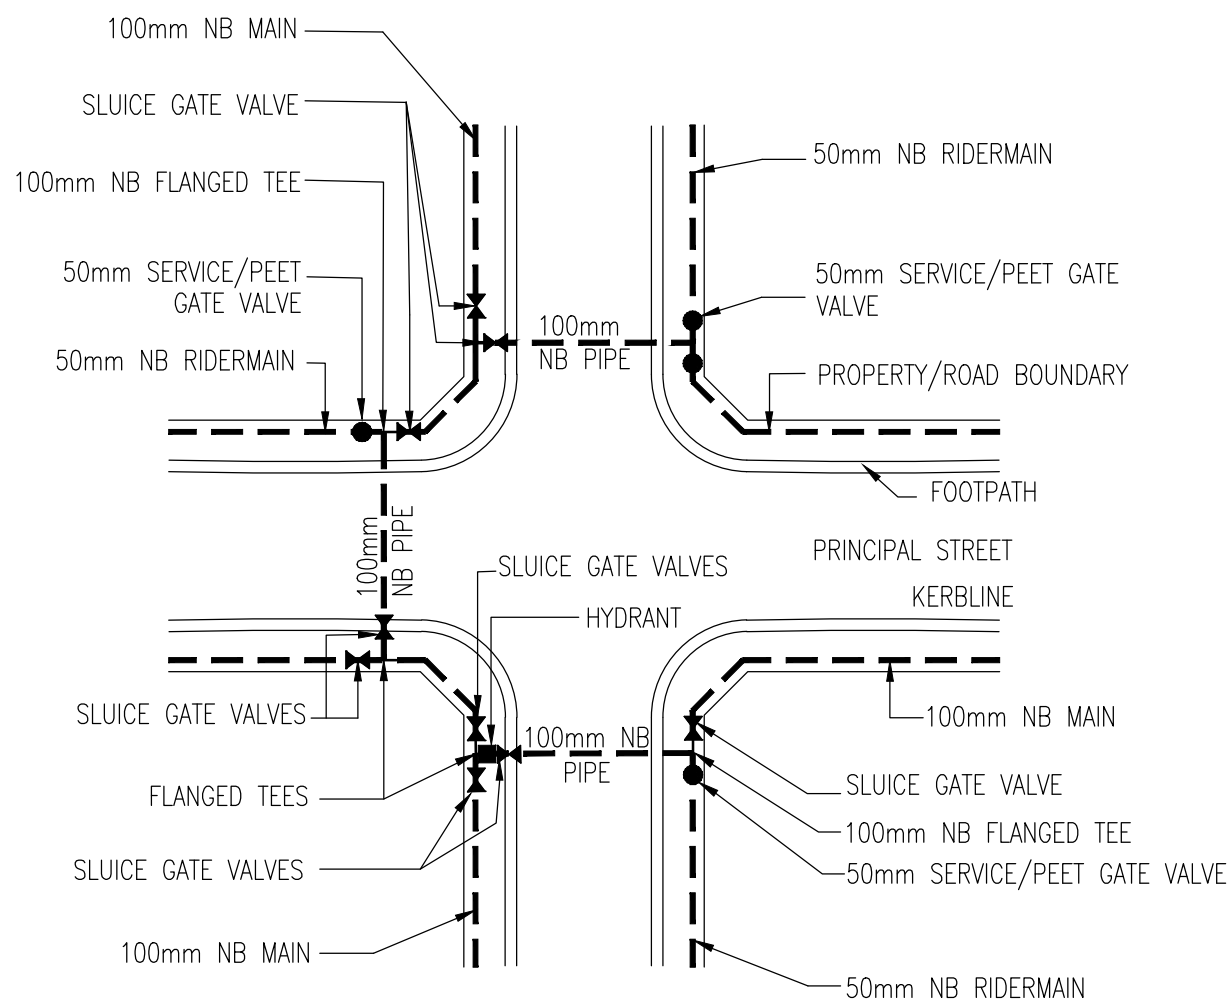 100mm NB MAIN
SLUICE GATE VALVE
100mm NB FLANGED TEE
50mm SERVICE/PEET
GATE VALVE
50mm NB RIDERMAIN
50mm NB RIDERMAIN
50mm SERVICE/PEET GATE
VALVE
100mm
NB PIPE
PROPERTY/ROAD BOUNDARY
FOOTPATH
100mm
NB PIPE
PRINCIPAL STREET
KERBLINE
SLUICE GATE VALVES
HYDRANT
SLUICE GATE VALVES
100mm NB MAIN
100mm NB
PIPE
FLANGED TEES
SLUICE GATE VALVE
100mm NB FLANGED TEE
SLUICE GATE VALVES
50mm SERVICE/PEET GATE VALVE
100mm NB MAIN
50mm NB RIDERMAIN